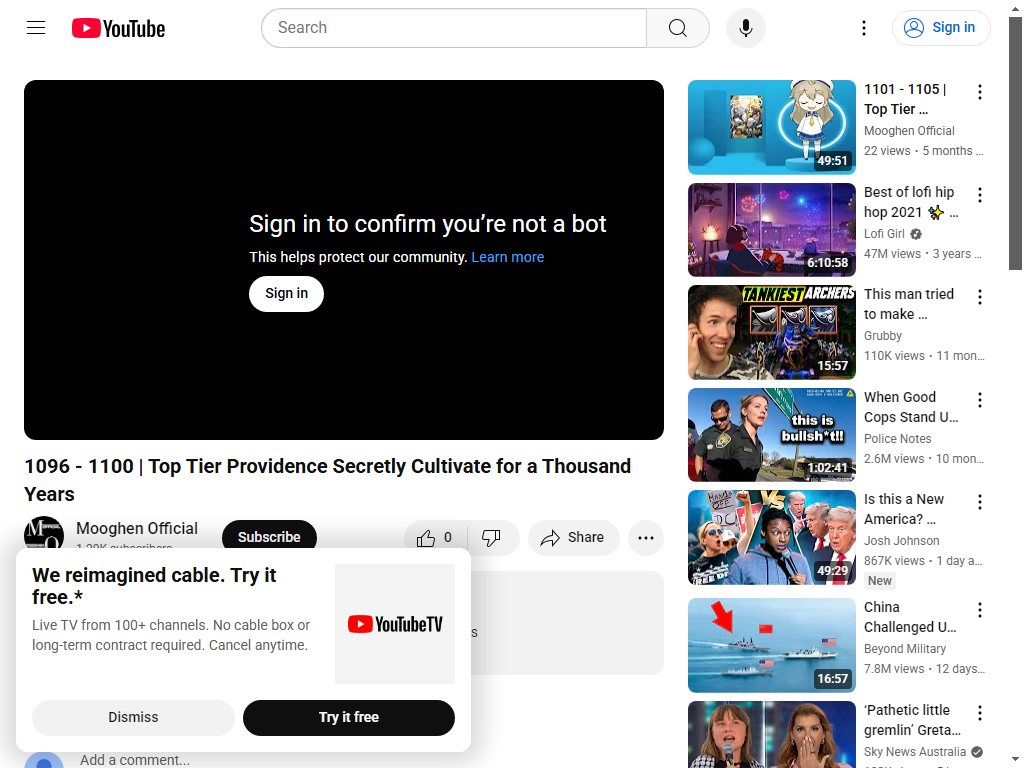 YouTube
Search
Sign in
Sign in to confirm you're not a bot
This helps protect our community. Learn more
Sign in
1096 - 1100 | Top Tier Providence Secretly Cultivate for a Thousand
Years
Mooghen Official
Subscribe
0
Share
We reimagined cable. Try it
free.*
Live TV from 100+ channels. No cable box or
long-term contract required. Cancel anytime.
YouTubeTV
Dismiss
Try it free
s
Add a comment...
49:51
1101 - 1105 |
Top Tier ...
Mooghen Official
22 views • 5 months ...
6:10:58
Best of lofi hip
hop 2021 ✨ ...
Lofi Girl
47M views • 3 years ...
TANKIEST ARCHERS
15:57
This man tried
to make ...
Grubby
110K views • 11 mon...
this is
bullsh*t!!
1:02:41
When Good
Cops Stand U...
Police Notes
2.6M views • 10 mon...
HANDS
OFF
D.C.
VS
FREE DC
49:29
Is this a New
America? ...
Josh Johnson
867K views • 1 day a...
New
16:57
China
Challenged U...
Beyond Military
7.8M views • 12 days...
'Pathetic little
gremlin' Greta...
Sky News Australia